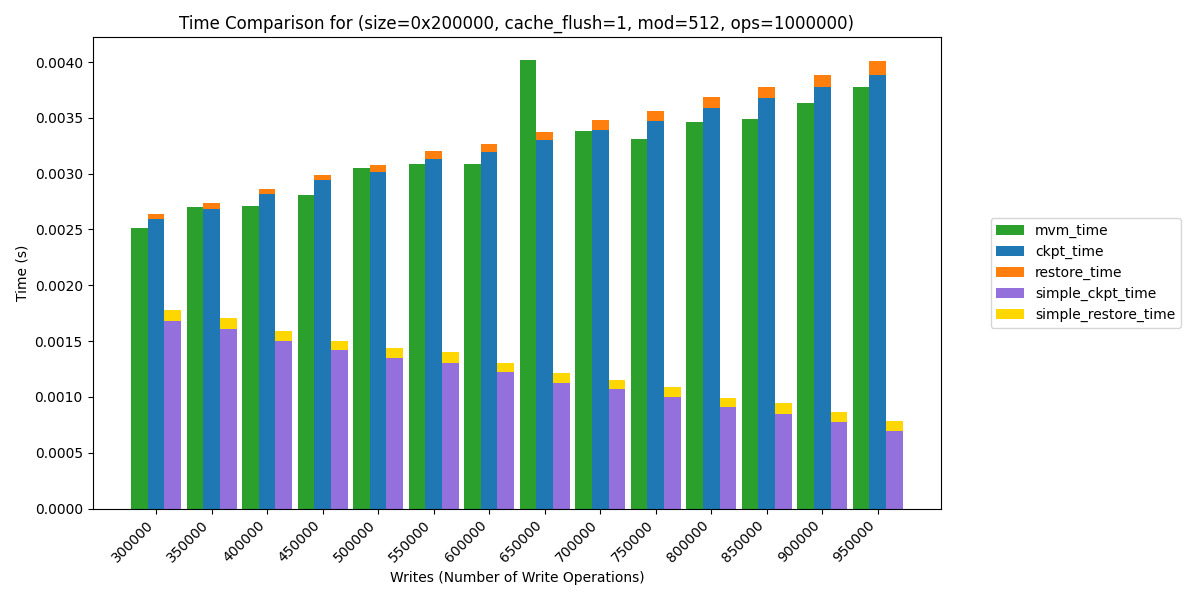 Time Comparison for (size=0x200000, cache_flush=1, mod=512, ops=1000000)
Time (s)
0.0040
0.0035
0.0030
0.0025
0.0020
0.0015
0.0010
0.0005
0.0000
300000
350000
400000
450000
500000
550000
600000
650000
700000
750000
800000
850000
900000
950000
Writes (Number of Write Operations)
mvm_time
ckpt_time
restore_time
simple_ckpt_time
simple_restore_time